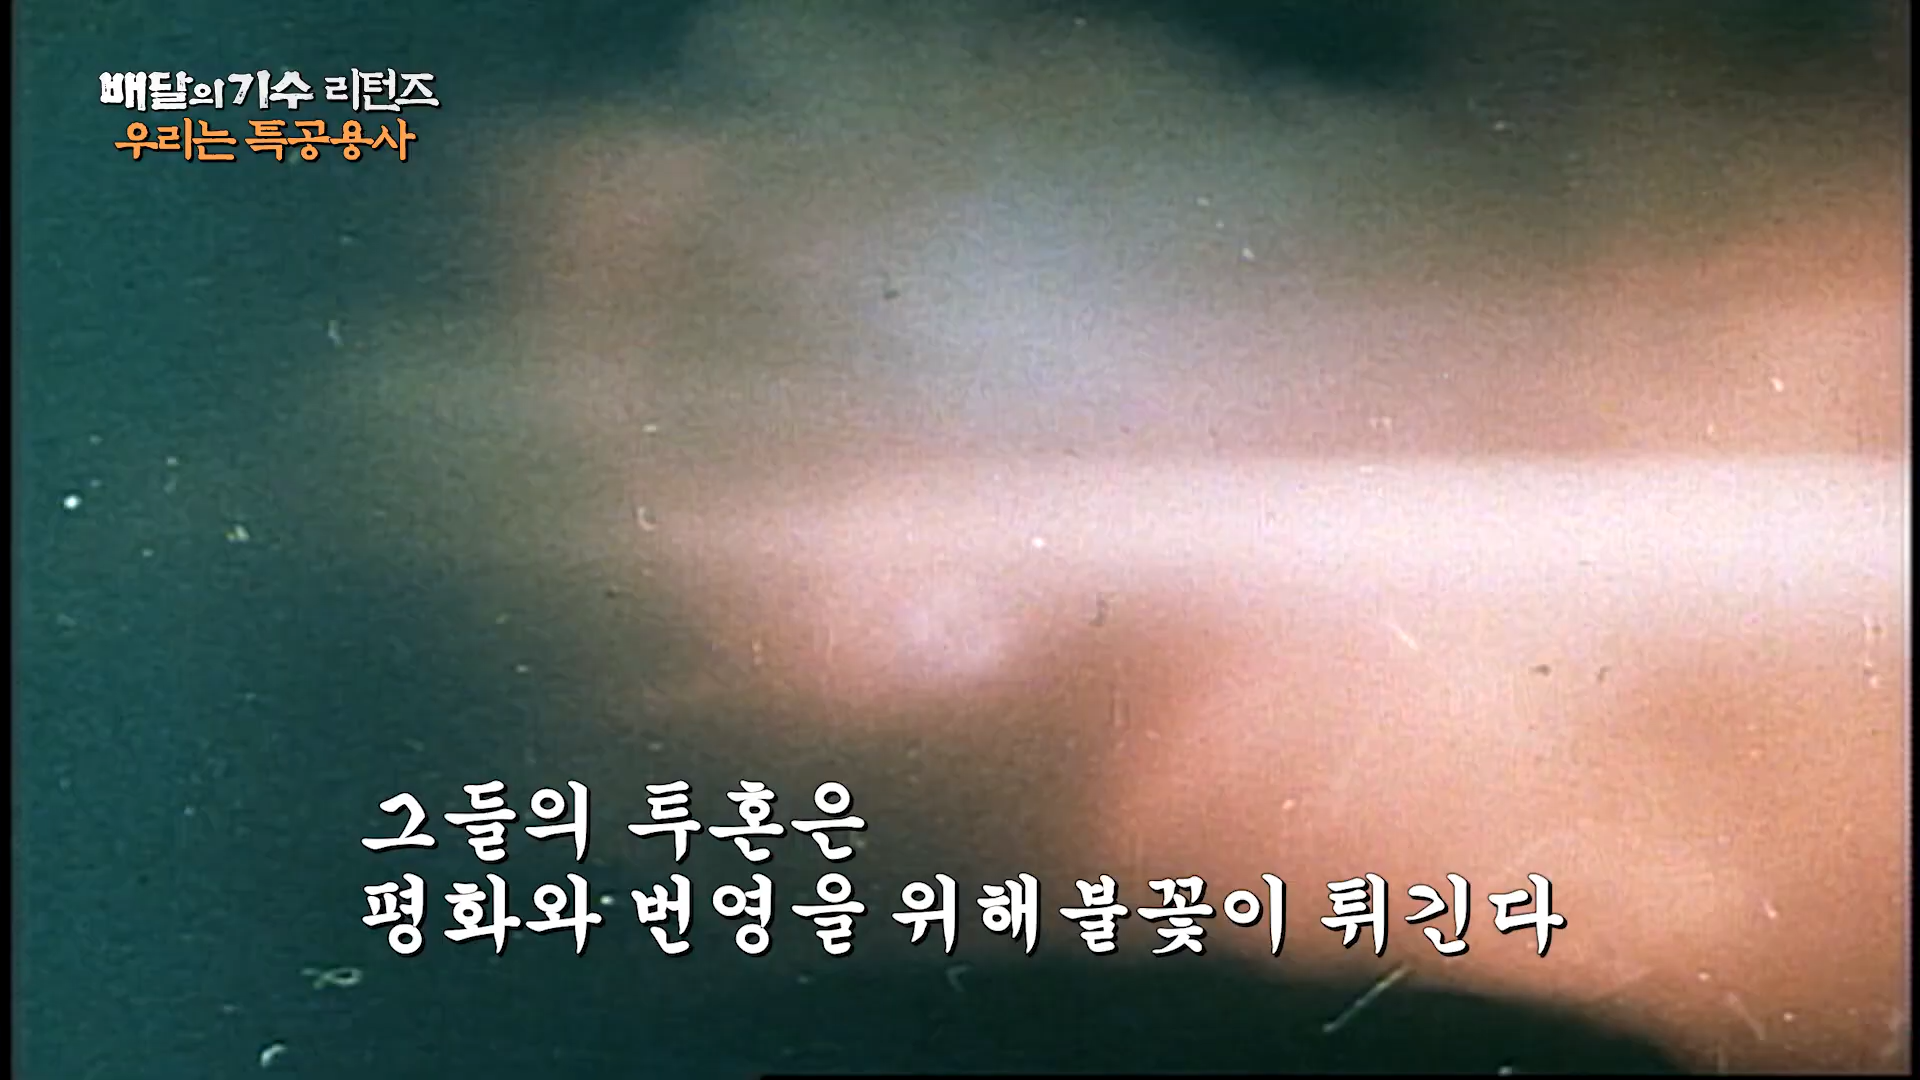 배달의 기수 리턴즈
우리는 특공용사
그들의 투혼은
평화와 번영을 위해 불꽃이 튀긴다